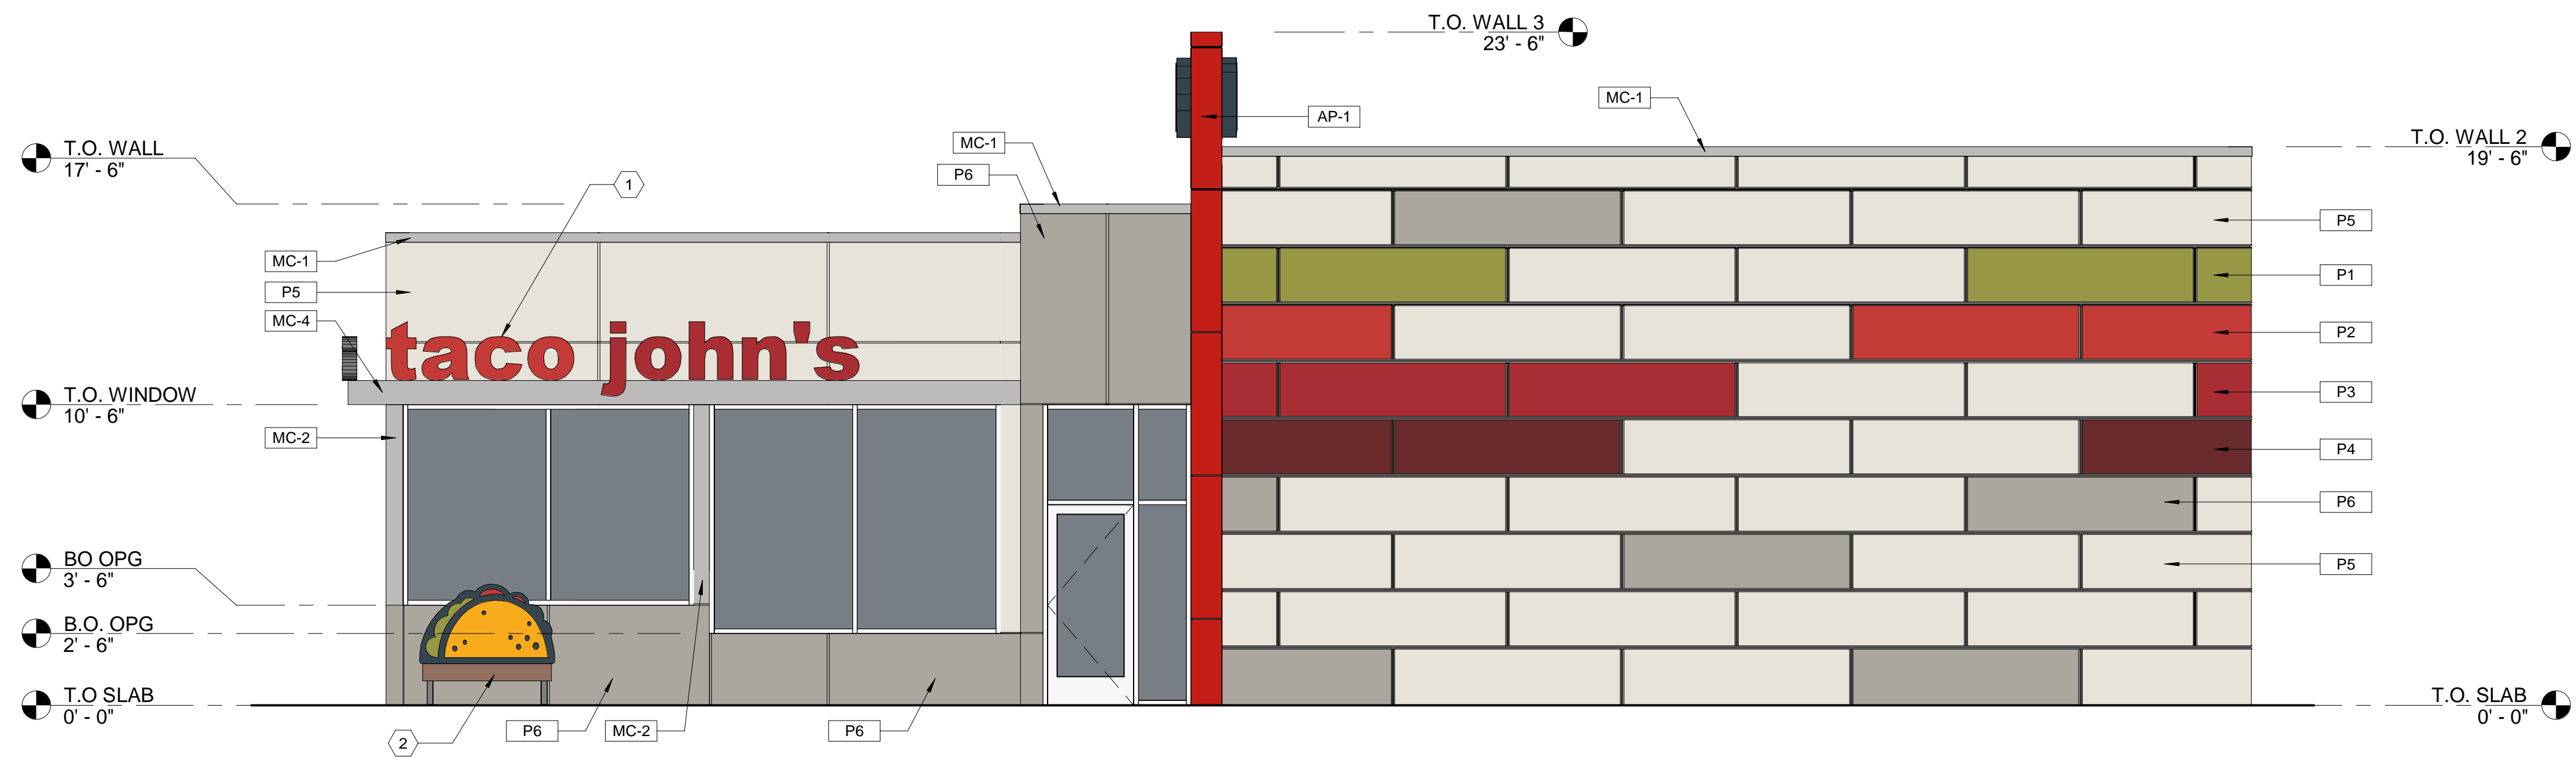 T.O. WALL 3
23' - 6"
MC-1
AP-1
T.O. WALL
17' - 6"
MC-1
T.O. WALL 2
19' - 6"
P6
1
P5
MC-1
P1
P5
MC-4
P2
taco john's
T.O. WINDOW
10' - 6"
P3
MC-2
P4
P6
BO OPG
3' - 6"
P5
B.O. OPG
2' - 6"
T.O SLAB
0' - 0"
T.O. SLAB
0' - 0"
2
P6
MC-2
P6